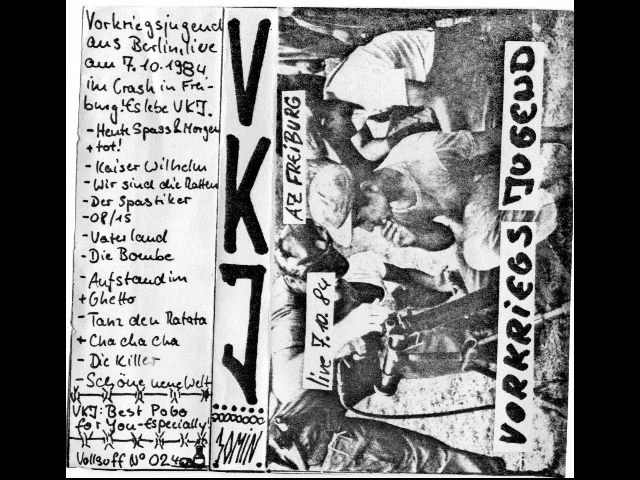 Vorkriegsjugend
aus Berlin, live
am 7.10.1984
im Crash in Frei-
burg! Es lebe VKJ.
- Heute Spass & Morgen
+ tot!
- Kaiser Wilhelm
- Wir sind die Ratten
- Der Spastiker
- 08/15
- Vaterland
- Die Bombe
- Aufstand im
+ Ghetto
- Tanz den Ratata
+ Cha cha cha
- Die Killer
- Schöne neue Welt
VKJ: Best PoGo
for You - Especially!
Vollsuff N° 024
VKJ
30 MIN.
AZ FREiBURG
live 7.10.84
VORKRiEGS JUGEND